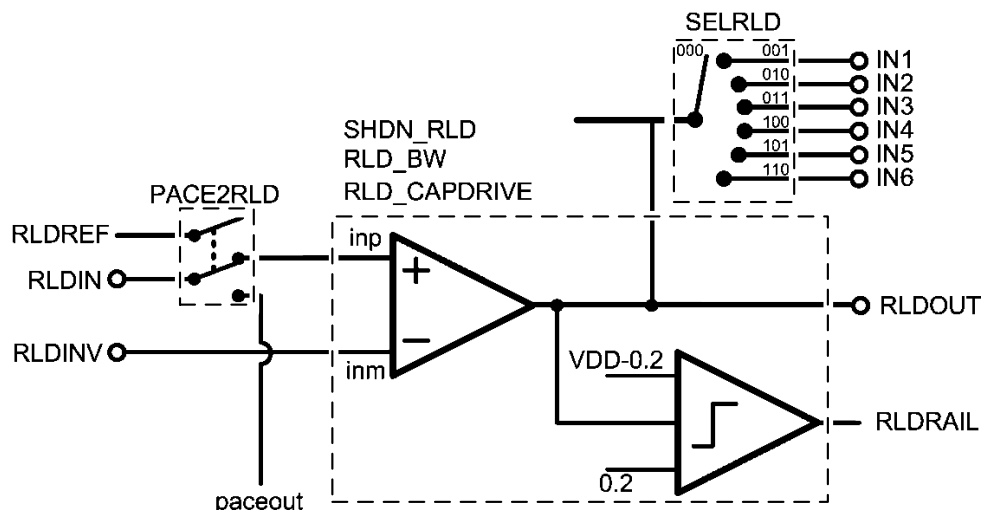 SELRLD
000
001
IN1
010
IN2
011
IN3
100
IN4
101
IN5
110
IN6
SHDN_RLD
RLD_BW
RLD_CAPDRIVE
PACE2RLD
RLDREF
RLDIN
RLDINV
inp
+
−
inm
RLDOUT
VDD-0.2
RLDRAIL
0.2
paceout